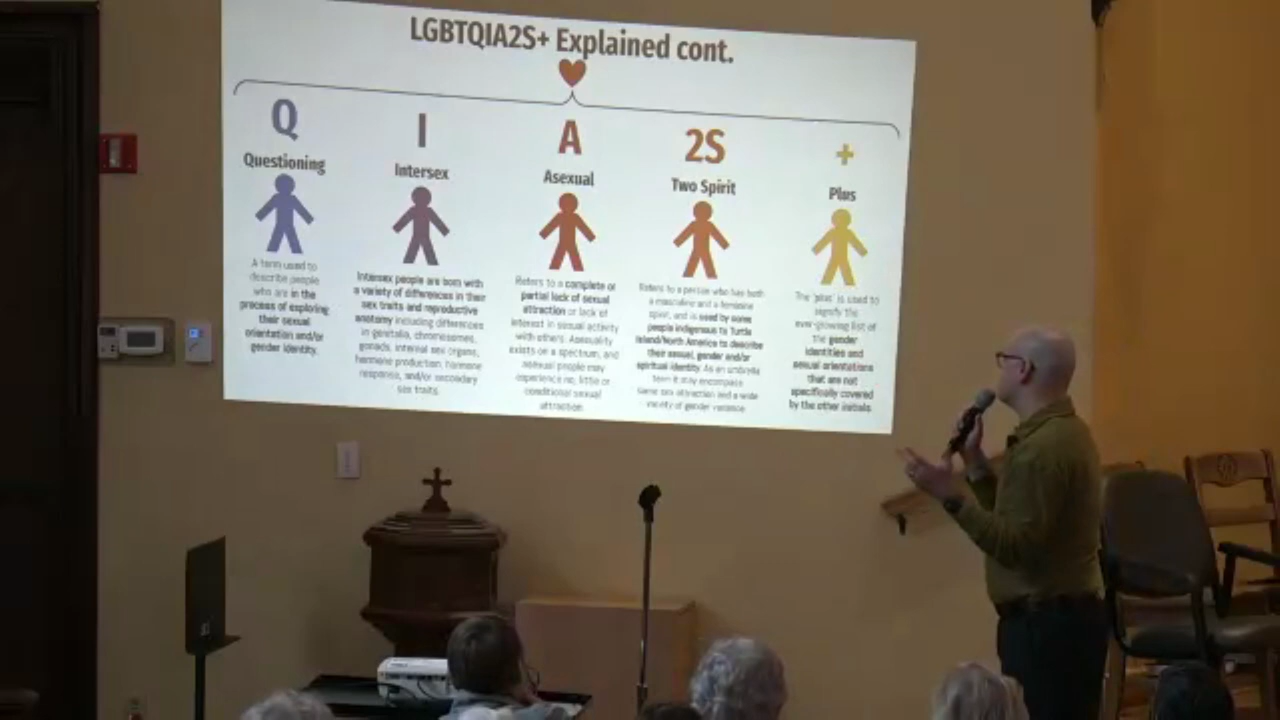 LGBTQIA2S+ Explained cont.
Q
Questioning
A term used to
describe people
who are in the
process of exploring
their sexual
orientation and/or
gender identity.
I
Intersex
Intersex people are born with
a variety of differences in their
sex traits and reproductive
anatomy including differences
in genitalia, chromosomes,
gonads, internal sex organs,
hormone production, hormone
response, and/or secondary
sex traits.
A
Asexual
Refers to a complete or
partial lack of sexual
attraction or lack of
interest in sexual activity
with others. Asexuality
exists on a spectrum, and
asexual people may
experience no, little or
conditional sexual
attraction
2S
Two Spirit
Refers to a person who has both
a masculine and a feminine
spirit, and is used by some
people indigenous to Turtle
Island/North America to describe
their sexual, gender and/or
spiritual identity. As an umbrella
term it may encompass
same sex attraction and a wide
variety of gender variance
+
Plus
The 'plus' is used to
signify the
ever-growing list of
the gender
identities and
sexual orientations
that are not
specifically covered
by the other initials